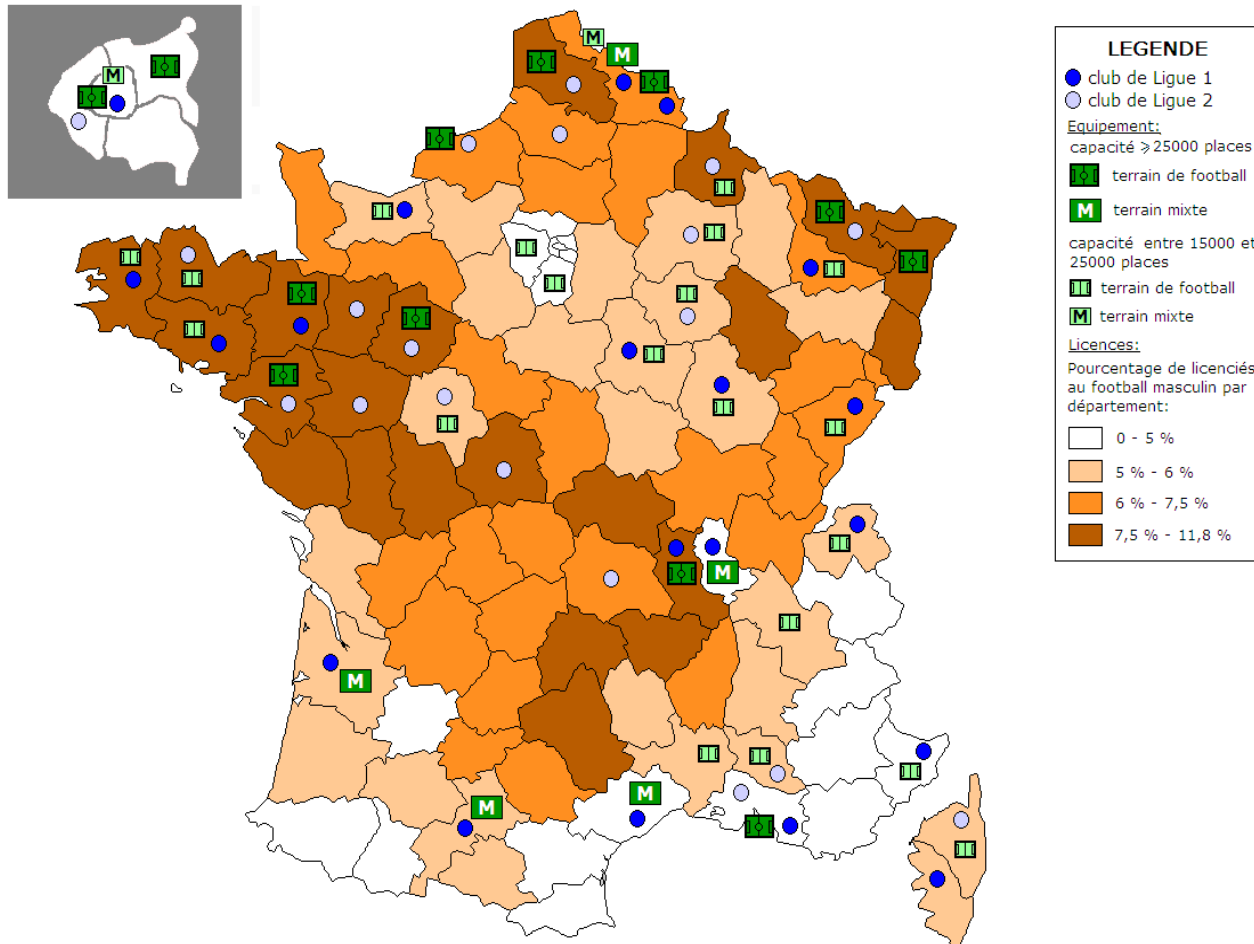 M
M
M
LEGENDE
club de Ligue 1
club de Ligue 2
Equipement:
capacité ⩾25000 places
terrain de football
M terrain mixte
capacité entre 15000 et
25000 places
terrain de football
M terrain mixte
Licences:
Pourcentage de licenciés
au football masculin par
département:
0 - 5 %
5 % - 6 %
6 % - 7,5 %
7,5 % - 11,8 %
M
M
M
M